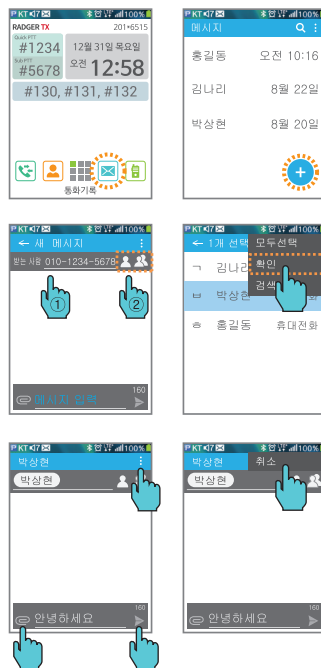 P KT 47 100%
RADGER TX 201*6515
Quick PTT
#1234
12월 31일 목요일
Sub PTT
#5678
오전 12:58
#130, #131, #132
통화기록
P KT 47 100%
메시지
홍길동 오전 10:16
김나리 8월 22일
박상현 8월 20일
+
P KT 47 100%
← 새 메시지
받는 사람 010-1234-5678
① ②
메시지 입력
160
P KT 47 100%
← 1개 선택 모두선택
ㄱ 김나리 확인
검색
ㅂ 박상현
ㅎ 홍길동 휴대전화
P KT 47 100%
박상현
박상현
160
안녕하세요
P KT 47 100%
박상현 취소
박상현
160
안녕하세요